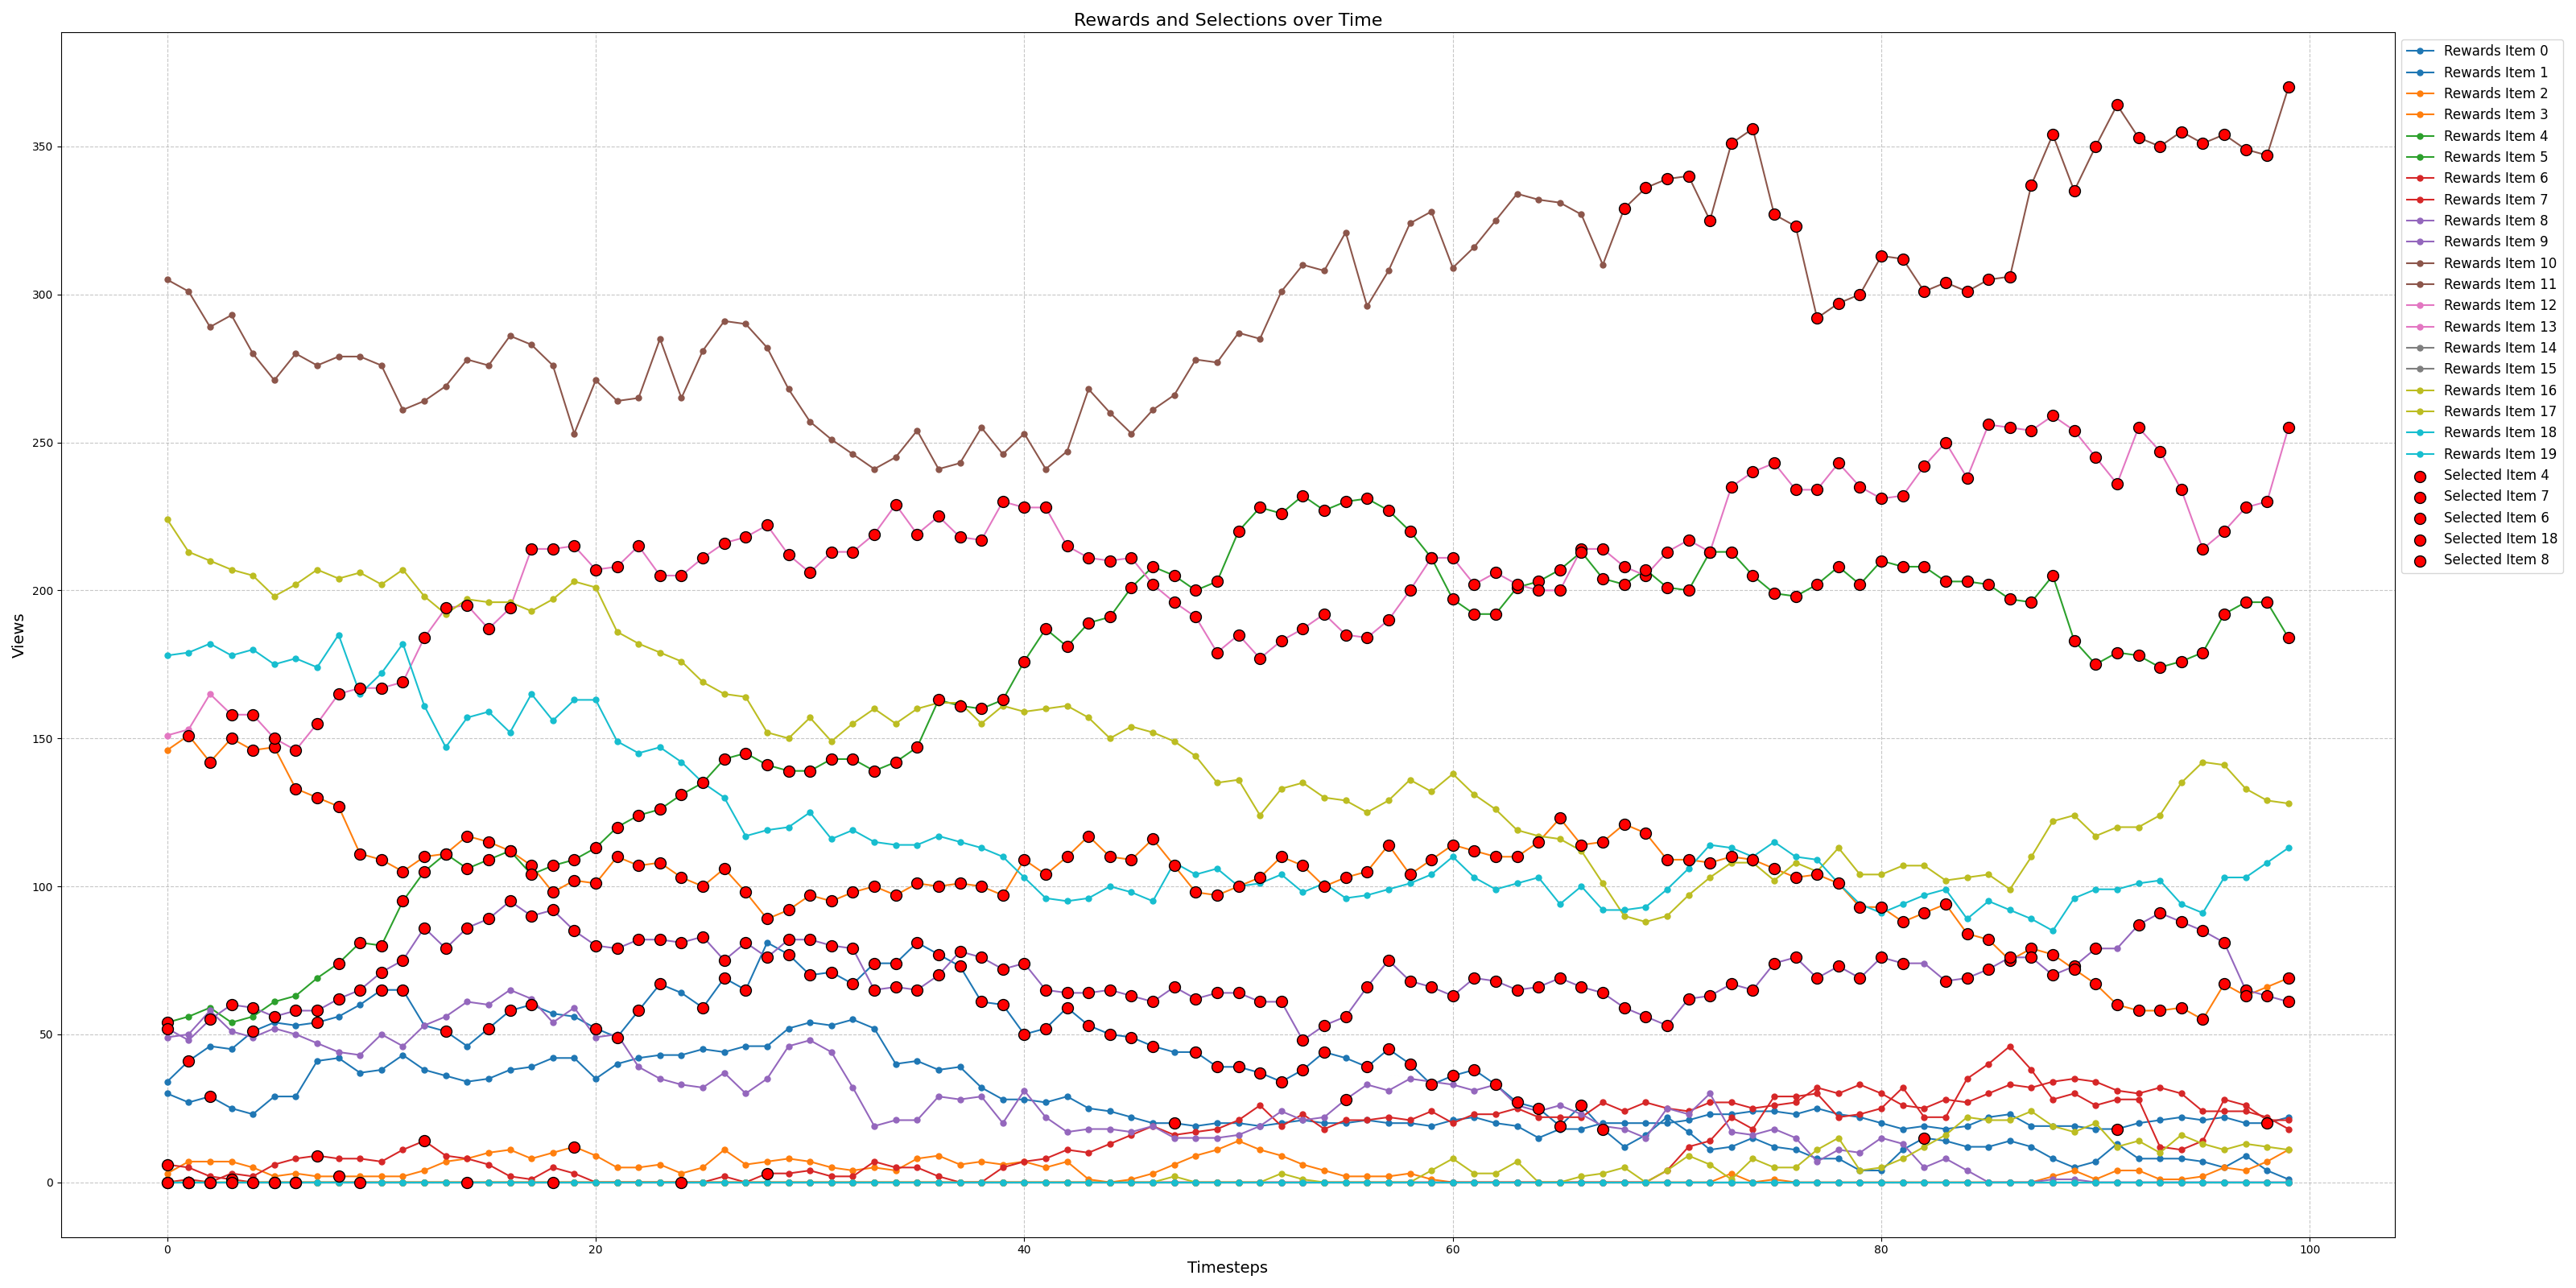 Rewards and Selections over Time
Views
350
300
250
200
150
100
50
0
0
20
40
60
80
100
Timesteps
Rewards Item 0
Rewards Item 1
Rewards Item 2
Rewards Item 3
Rewards Item 4
Rewards Item 5
Rewards Item 6
Rewards Item 7
Rewards Item 8
Rewards Item 9
Rewards Item 10
Rewards Item 11
Rewards Item 12
Rewards Item 13
Rewards Item 14
Rewards Item 15
Rewards Item 16
Rewards Item 17
Rewards Item 18
Rewards Item 19
Selected Item 4
Selected Item 7
Selected Item 6
Selected Item 18
Selected Item 8